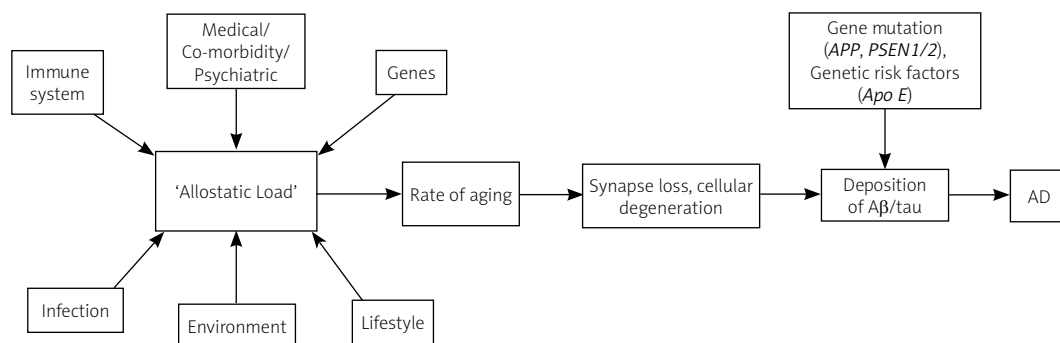 Immune
system
Medical/
Co-morbidity/
Psychiatric
Genes
Gene mutation
(APP, PSEN1/2),
Genetic risk factors
(Apo E)
‘Allostatic Load’
Rate of aging
Synapse loss, cellular
degeneration
Deposition
of Aβ/tau
AD
Infection
Environment
Lifestyle